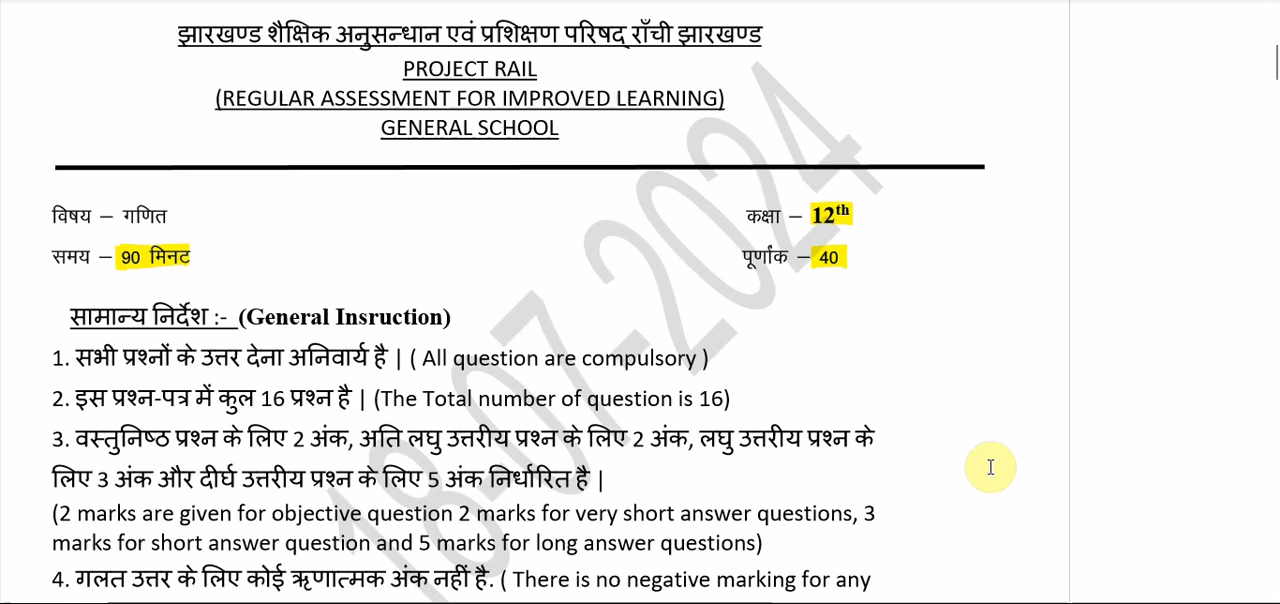 झारखण्ड शैक्षिक अनुसन्धान एवं प्रशिक्षण परिषद् राँची झारखण्ड
PROJECT RAIL
(REGULAR ASSESSMENT FOR IMPROVED LEARNING)
GENERAL SCHOOL
विषय – गणित कक्षा – 12th
समय – 90 मिनट पूर्णांक – 40
सामान्य निर्देश :- (General Insruction)
1. सभी प्रश्नों के उत्तर देना अनिवार्य है | ( All question are compulsory )
2. इस प्रश्न-पत्र में कुल 16 प्रश्न है | (The Total number of question is 16)
3. वस्तुनिष्ठ प्रश्न के लिए 2 अंक, अति लघु उत्तरीय प्रश्न के लिए 2 अंक, लघु उत्तरीय प्रश्न के
लिए 3 अंक और दीर्घ उत्तरीय प्रश्न के लिए 5 अंक निर्धारित है |
(2 marks are given for objective question 2 marks for very short answer questions, 3
marks for short answer question and 5 marks for long answer questions)
4. गलत उत्तर के लिए कोई ऋणात्मक अंक नहीं है. ( There is no negative marking for any
18-07-2024